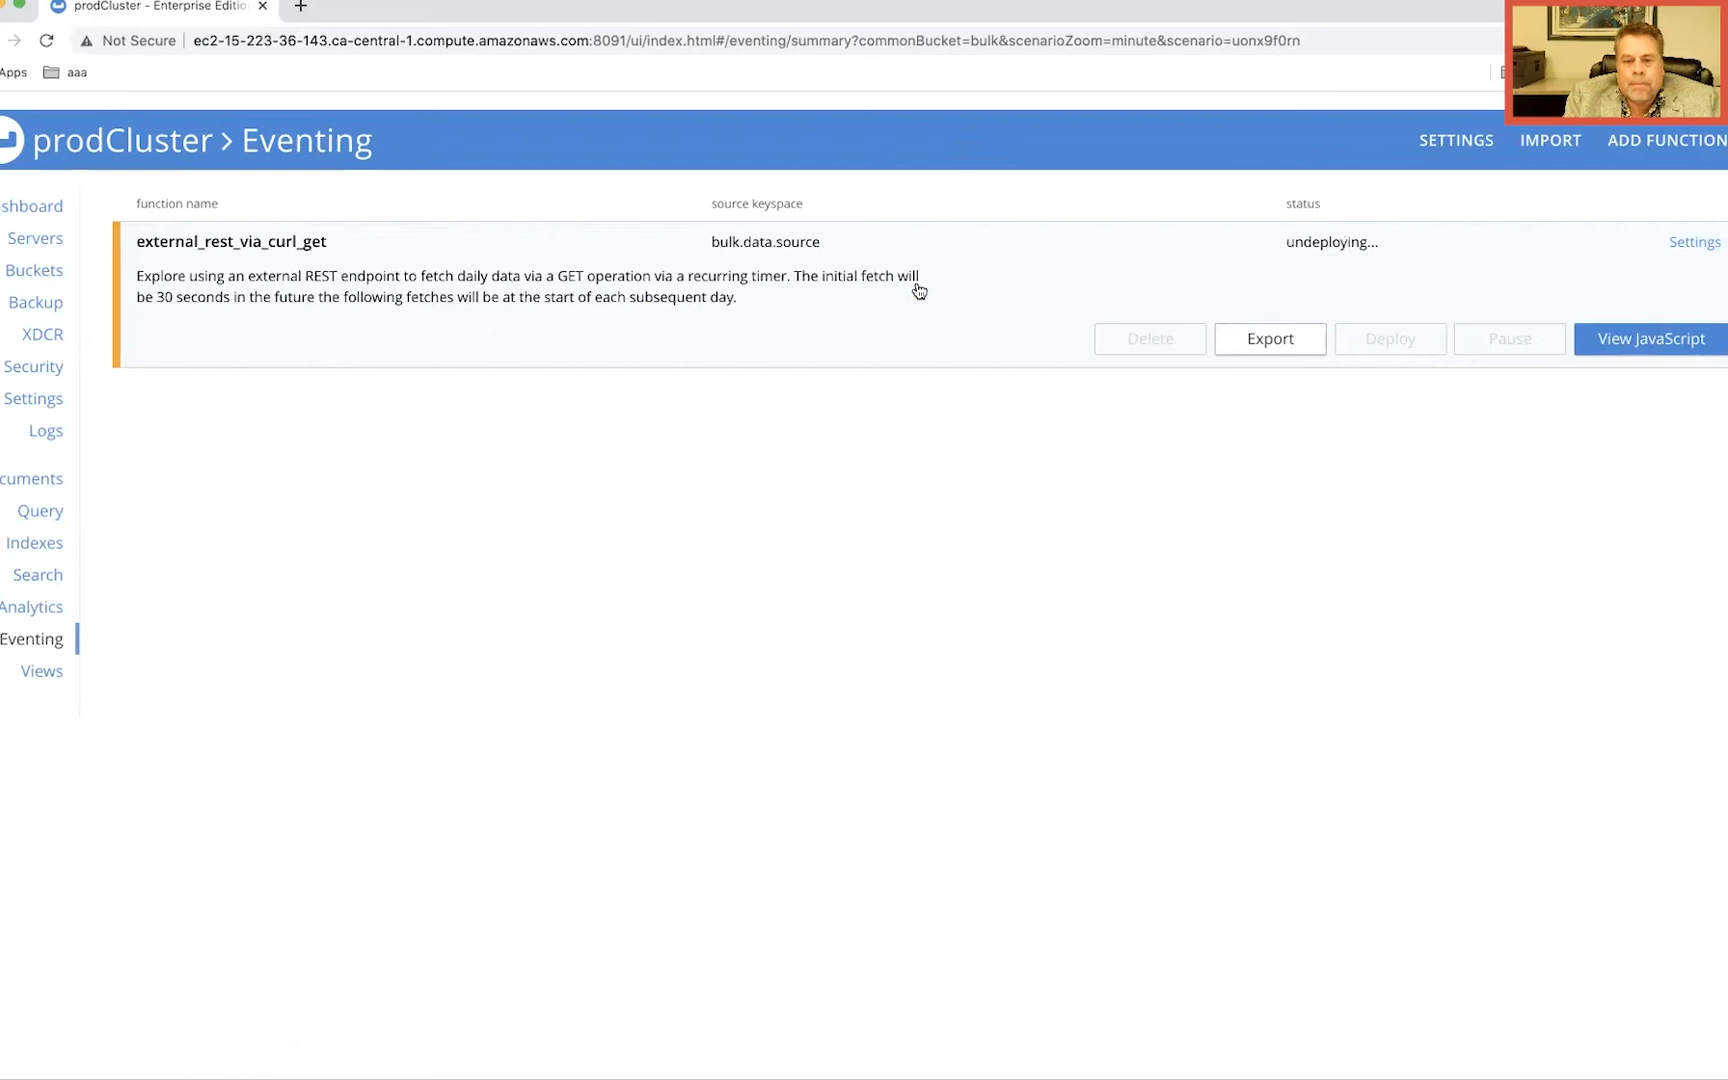 prodCluster – Enterprise Editio
Not Secure
ec2-15-223-36-143.ca-central-1.compute.amazonaws.com:8091/ui/index.html#/eventing/summary?commonBucket=bulk&scenarioZoom=minute&scenario=uonx9f0rn
Apps aaa
prodCluster > Eventing
SETTINGS IMPORT ADD FUNCTION
shboard
Servers
Buckets
Backup
XDCR
Security
Settings
Logs
cuments
Query
Indexes
Search
Analytics
Eventing
Views
function name source keyspace status
external_rest_via_curl_get bulk.data.source undeploying... Settings
Explore using an external REST endpoint to fetch daily data via a GET operation via a recurring timer. The initial fetch will
be 30 seconds in the future the following fetches will be at the start of each subsequent day.
Delete Export Deploy Pause View JavaScript